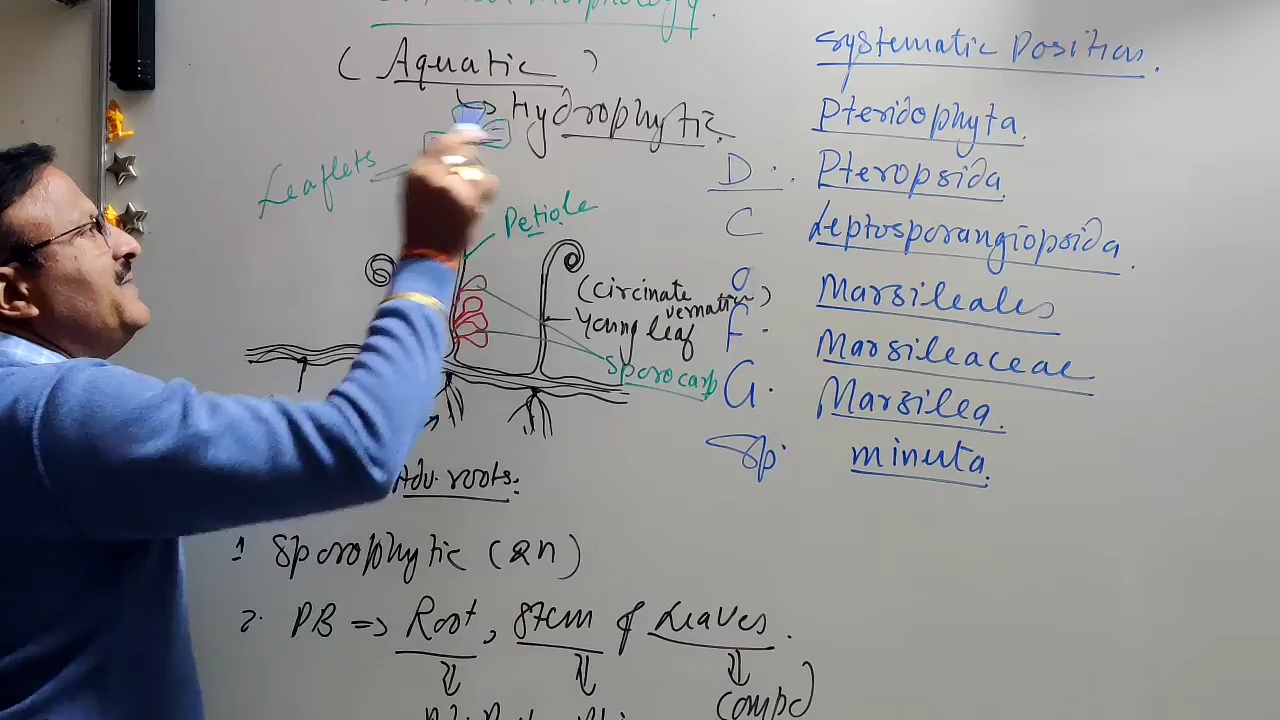 Morphology.
(Aquatic)
Hydrophytic.
Leaflets
Petiole
(circinate vernation)
Young leaf
Sporocarp
Adv. roots:
1 Sporophytic (2n)
2. PB => Root, Stem & Leaves.
Compd
Systematic Position.
Pteridophyta.
D. Pteropsida
C Leptosporangiopsida.
O Marsileales
F. Marsileaceae
G. Marsilea.
Sp. minuta.